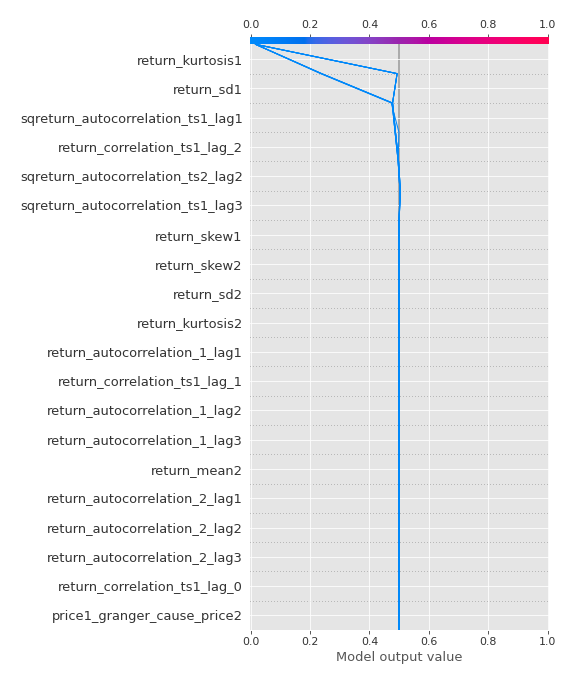 0.0 0.2 0.4 0.6 0.8 1.0
return_kurtosis1
return_sd1
sqreturn_autocorrelation_ts1_lag1
return_correlation_ts1_lag_2
sqreturn_autocorrelation_ts2_lag2
sqreturn_autocorrelation_ts1_lag3
return_skew1
return_skew2
return_sd2
return_kurtosis2
return_autocorrelation_1_lag1
return_correlation_ts1_lag_1
return_autocorrelation_1_lag2
return_autocorrelation_1_lag3
return_mean2
return_autocorrelation_2_lag1
return_autocorrelation_2_lag2
return_autocorrelation_2_lag3
return_correlation_ts1_lag_0
price1_granger_cause_price2
0.0 0.2 0.4 0.6 0.8 1.0
Model output value